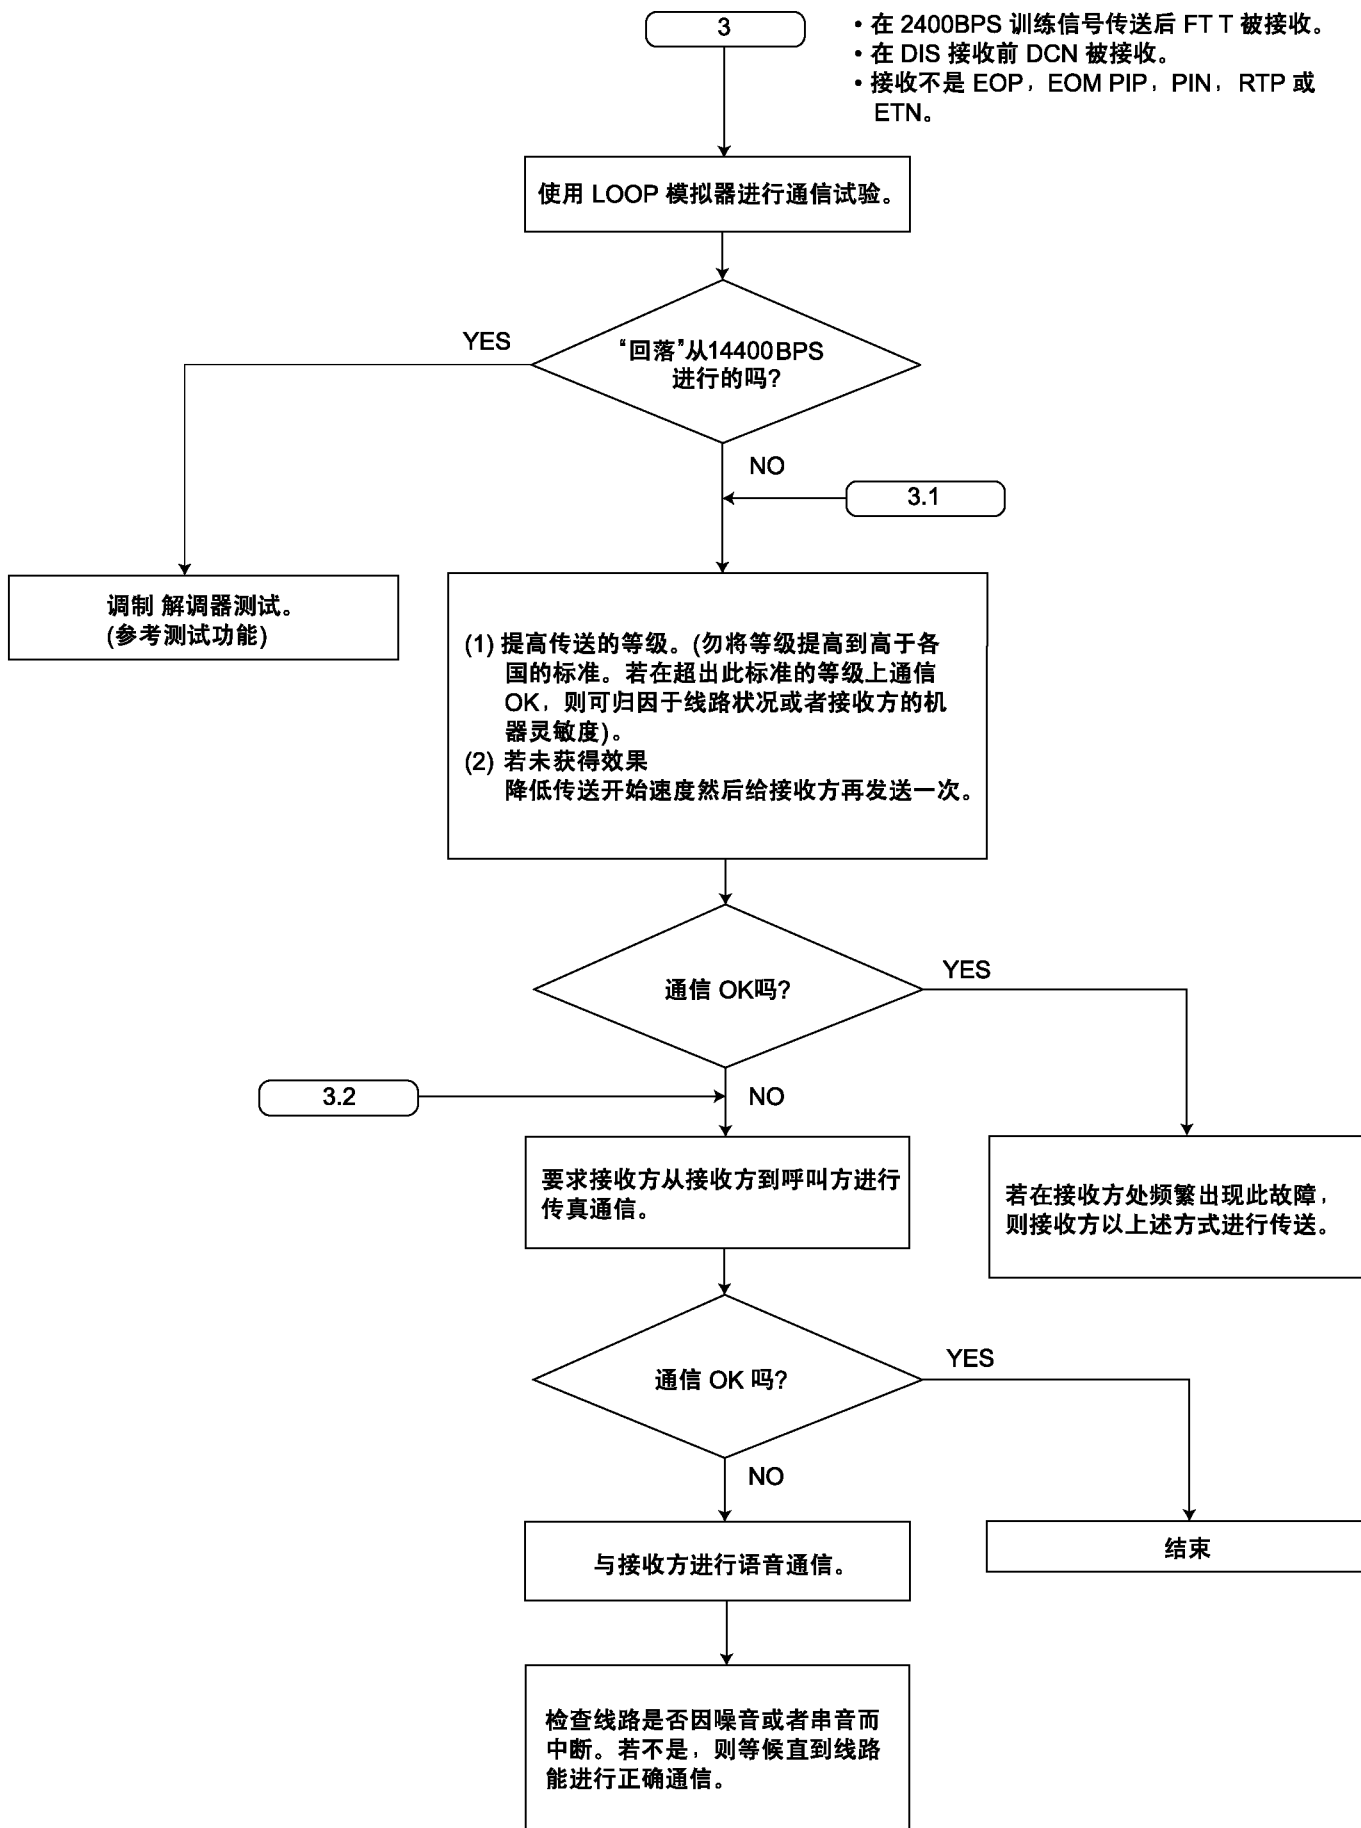 3
• 在 2400BPS 训练信号传送后 FT T 被接收。
• 在 DIS 接收前 DCN 被接收。
• 接收不是 EOP，EOM PIP，PIN，RTP 或
ETN。
使用 LOOP 模拟器进行通信试验。
YES
“回落”从14400BPS
进行的吗?
NO
3.1
调制 解调器测试。
(参考测试功能)
(1) 提高传送的等级。(勿将等级提高到高于各
国的标准。若在超出此标准的等级上通信
OK，则可归因于线路状况或者接收方的机
器灵敏度)。
(2) 若未获得效果
降低传送开始速度然后给接收方再发送一次。
通信 OK吗?
YES
3.2
NO
要求接收方从接收方到呼叫方进行
传真通信。
若在接收方处频繁出现此故障，
则接收方以上述方式进行传送。
通信 OK 吗?
YES
NO
与接收方进行语音通信。
结束
检查线路是否因噪音或者串音而
中断。若不是，则等候直到线路
能进行正确通信。